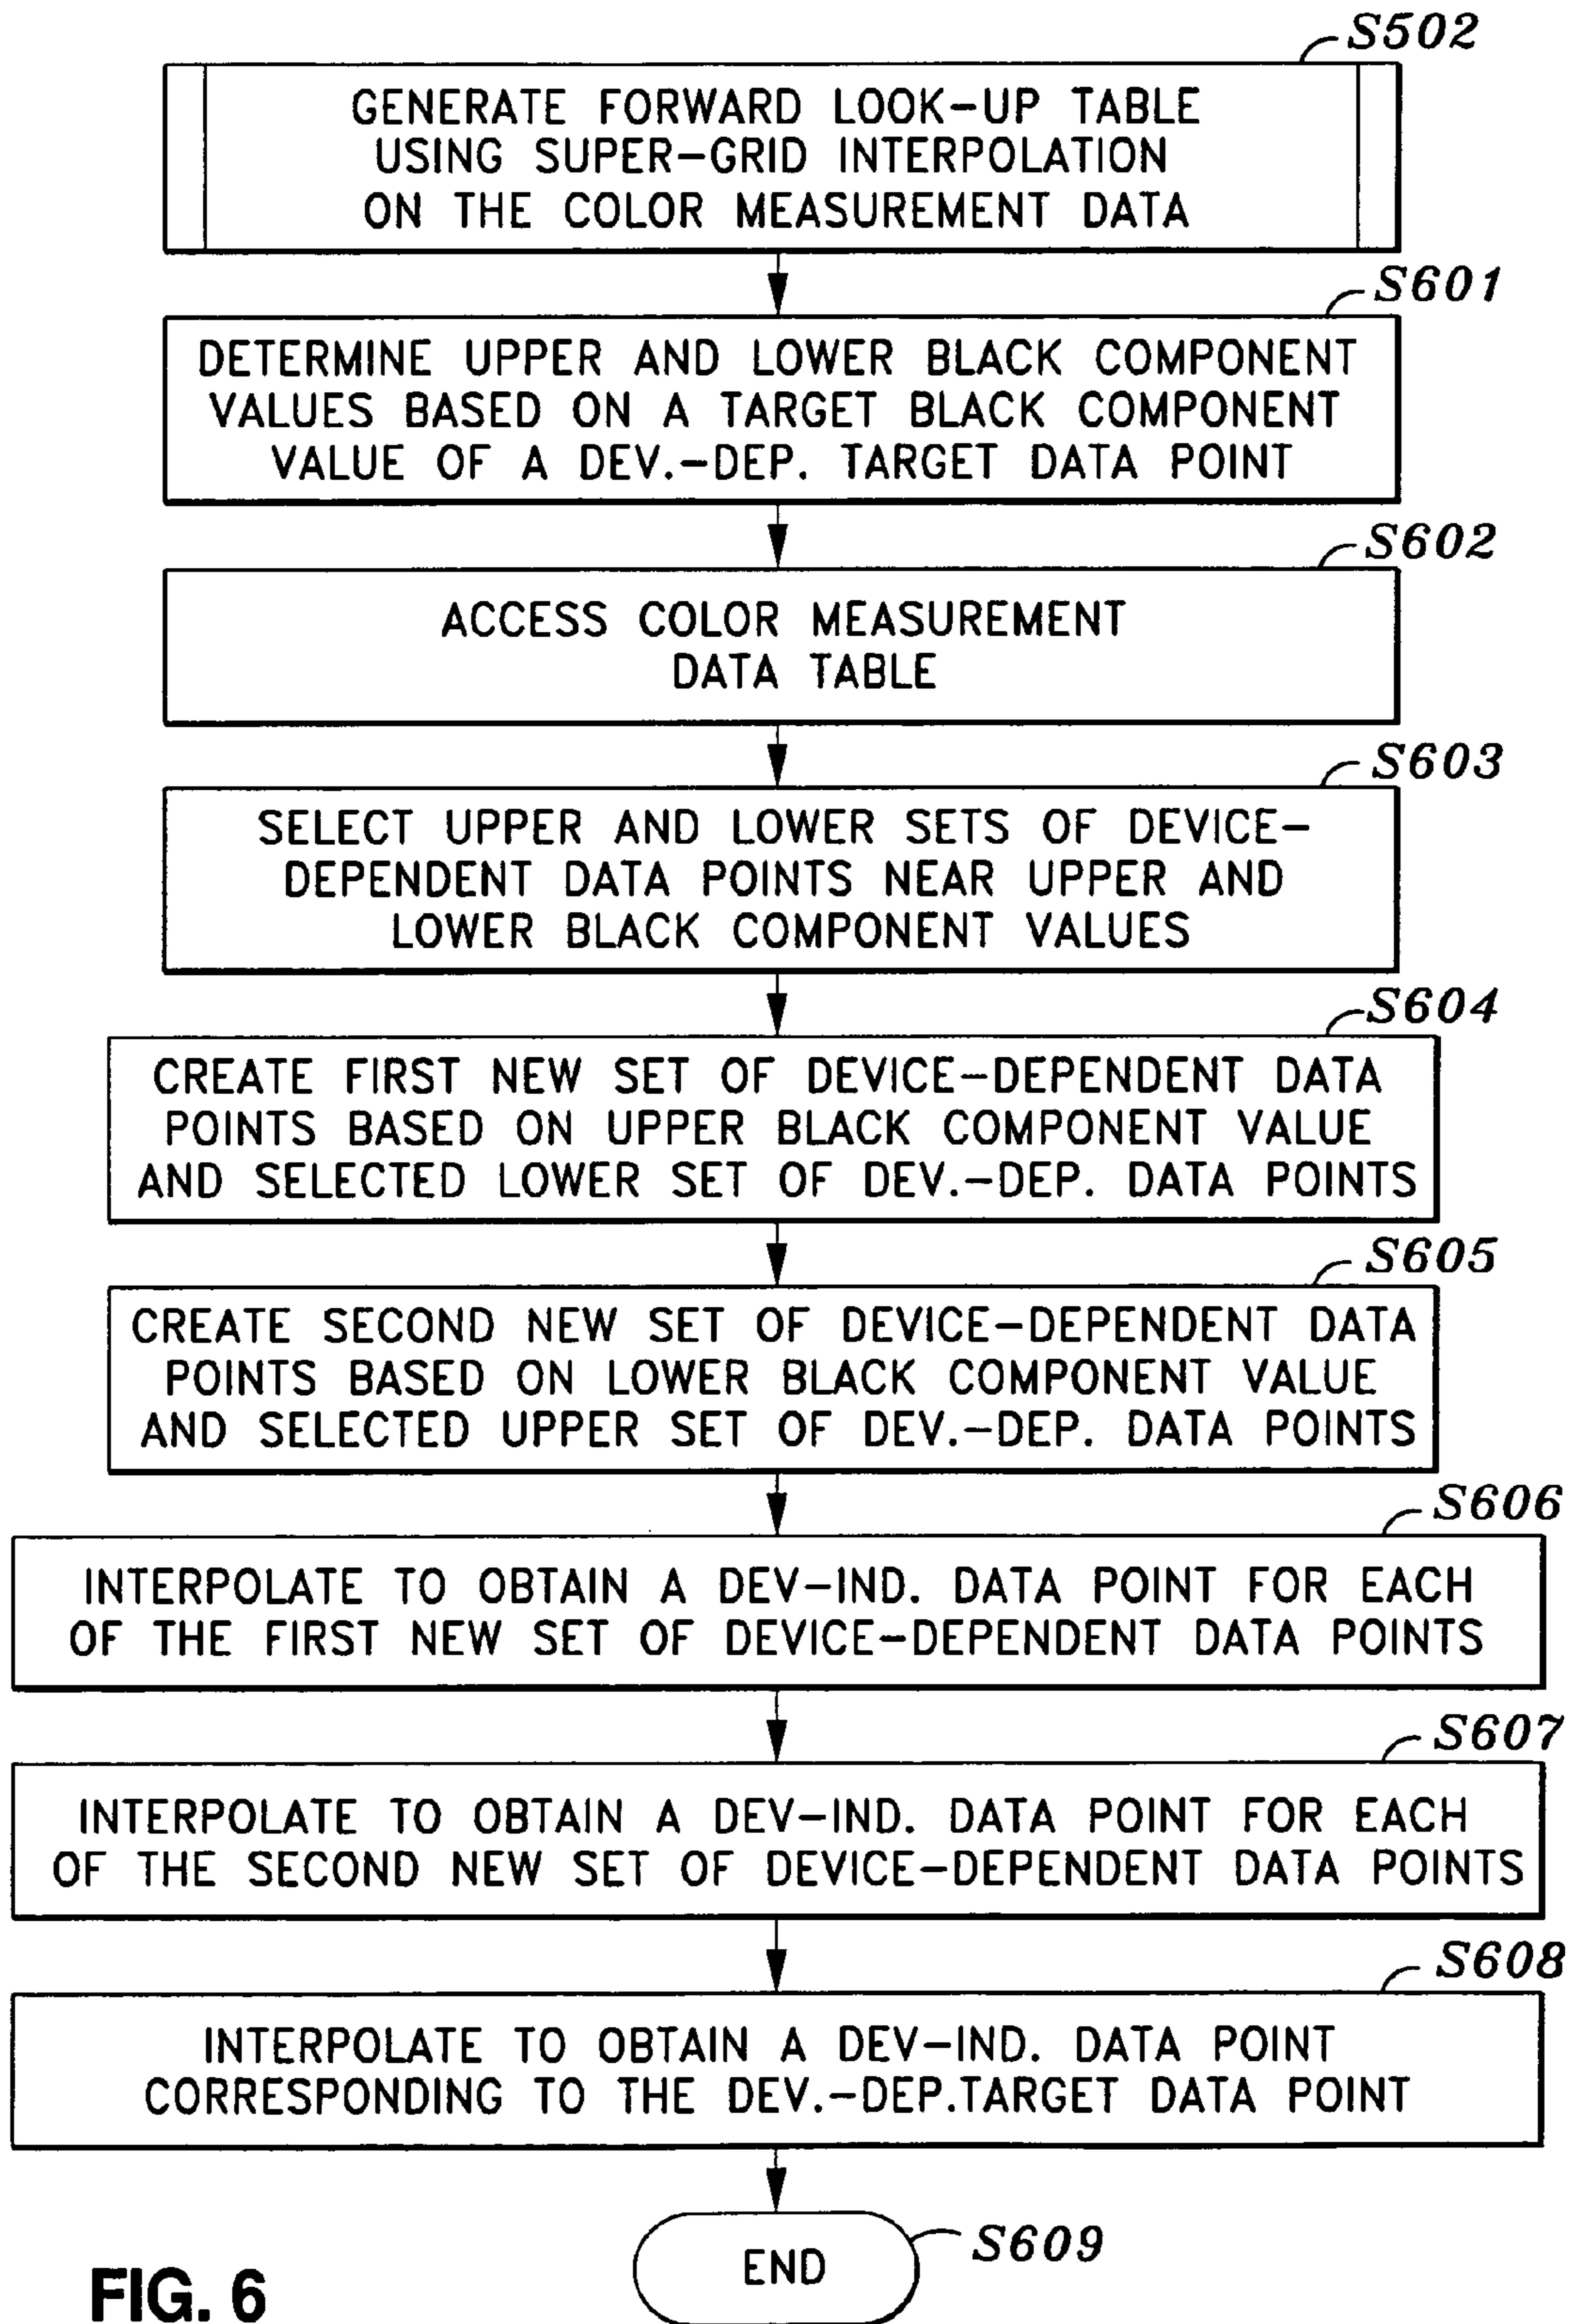 S502
GENERATE FORWARD LOOK-UP TABLE
USING SUPER-GRID INTERPOLATION
ON THE COLOR MEASUREMENT DATA
S601
DETERMINE UPPER AND LOWER BLACK COMPONENT
VALUES BASED ON A TARGET BLACK COMPONENT
VALUE OF A DEV.-DEP. TARGET DATA POINT
S602
ACCESS COLOR MEASUREMENT
DATA TABLE
S603
SELECT UPPER AND LOWER SETS OF DEVICE-
DEPENDENT DATA POINTS NEAR UPPER AND
LOWER BLACK COMPONENT VALUES
S604
CREATE FIRST NEW SET OF DEVICE-DEPENDENT DATA
POINTS BASED ON UPPER BLACK COMPONENT VALUE
AND SELECTED LOWER SET OF DEV.-DEP. DATA POINTS
S605
CREATE SECOND NEW SET OF DEVICE-DEPENDENT DATA
POINTS BASED ON LOWER BLACK COMPONENT VALUE
AND SELECTED UPPER SET OF DEV.-DEP. DATA POINTS
S606
INTERPOLATE TO OBTAIN A DEV-IND. DATA POINT FOR EACH
OF THE FIRST NEW SET OF DEVICE-DEPENDENT DATA POINTS
S607
INTERPOLATE TO OBTAIN A DEV-IND. DATA POINT FOR EACH
OF THE SECOND NEW SET OF DEVICE-DEPENDENT DATA POINTS
S608
INTERPOLATE TO OBTAIN A DEV-IND. DATA POINT
CORRESPONDING TO THE DEV.-DEP.TARGET DATA POINT
S609
END
FIG. 6